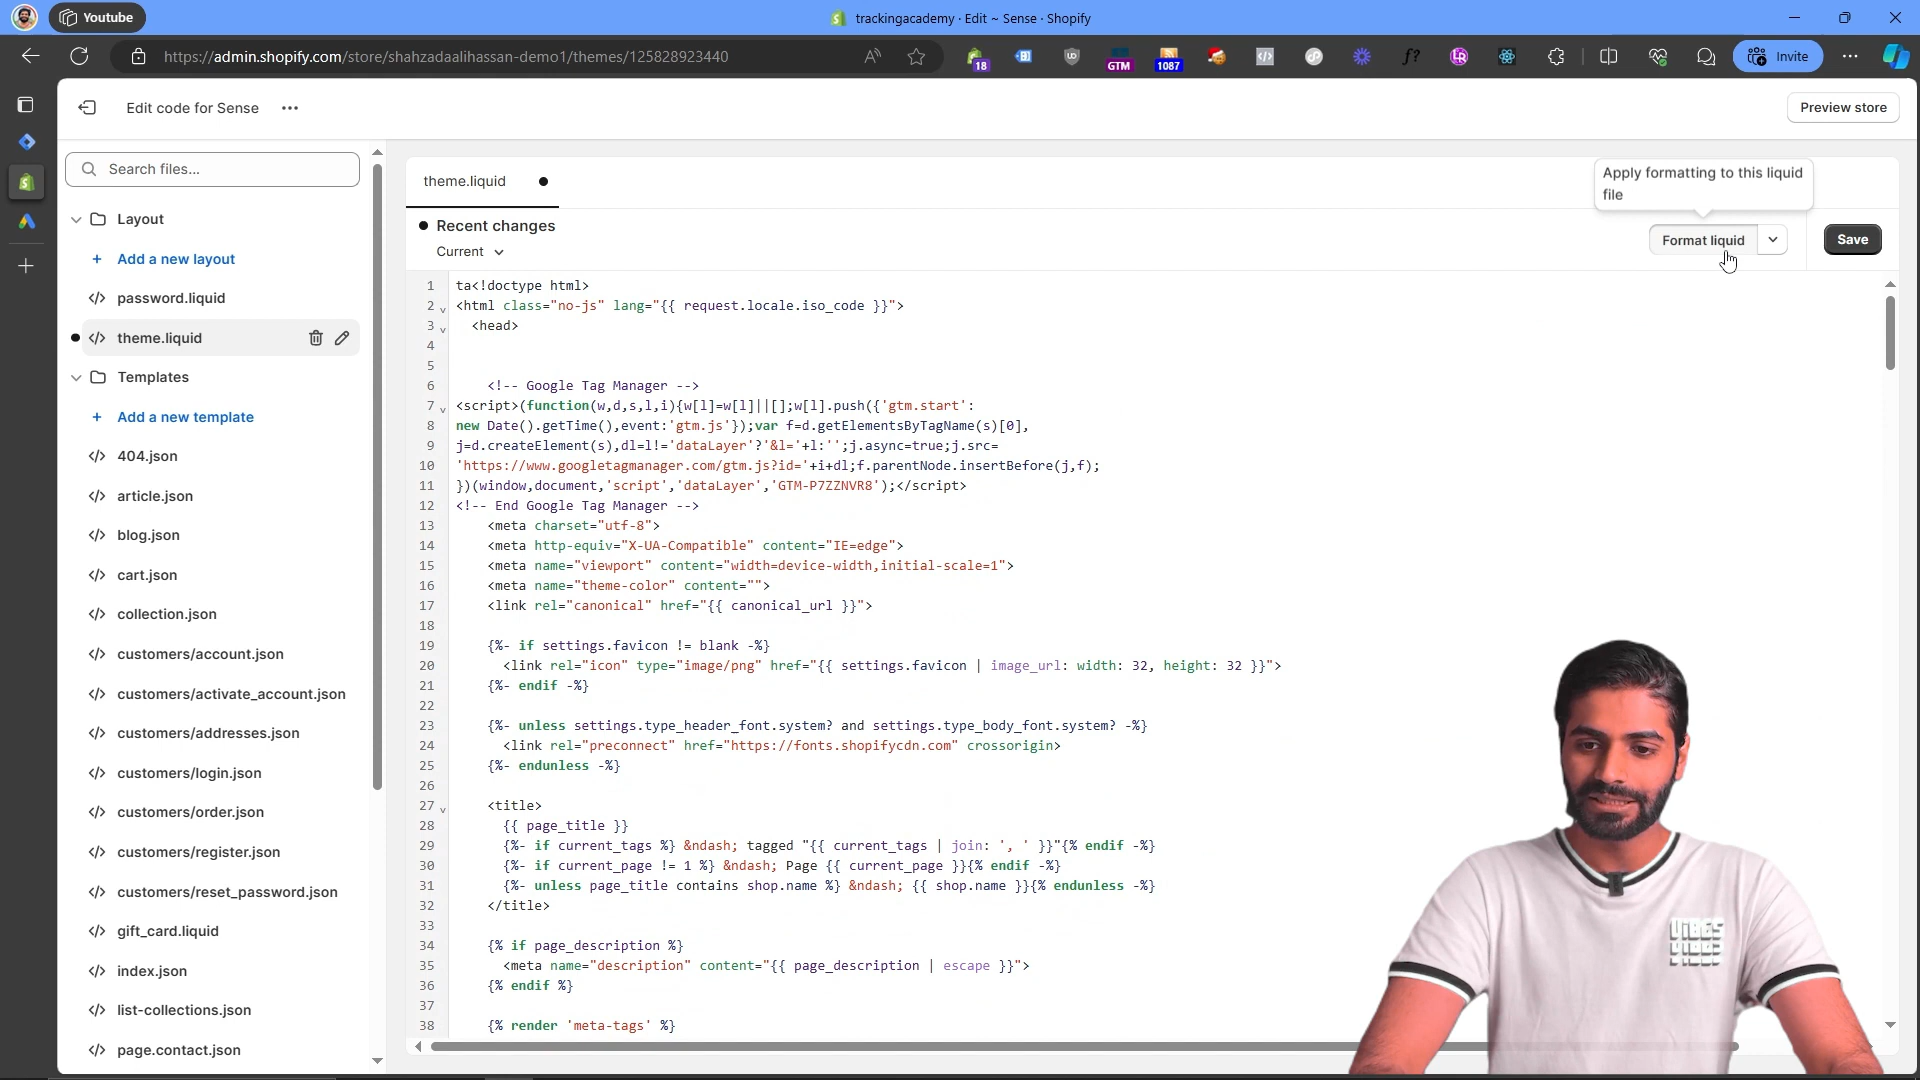 Youtube
trackingacademy · Edit ~ Sense · Shopify
https://admin.shopify.com/store/shahzadaalihassan-demo1/themes/125828923440
18
GTM
1087
Invite
Edit code for Sense
Preview store
Search files...
Layout
Add a new layout
password.liquid
theme.liquid
Templates
Add a new template
404.json
article.json
blog.json
cart.json
collection.json
customers/account.json
customers/activate_account.json
customers/addresses.json
customers/login.json
customers/order.json
customers/register.json
customers/reset_password.json
gift_card.liquid
index.json
list-collections.json
page.contact.json
theme.liquid
Recent changes
Current
Apply formatting to this liquid
file
Format liquid
Save
1 ta<!doctype html>
2 <html class="no-js" lang="{{ request.locale.iso_code }}">
3 <head>
4
5
6 <!-- Google Tag Manager -->
7 <script>(function(w,d,s,l,i){w[l]=w[l]||[];w[l].push({'gtm.start':
8 new Date().getTime(),event:'gtm.js'});var f=d.getElementsByTagName(s)[0],
9 j=d.createElement(s),dl=l!='dataLayer'?'&l='+l:'';j.async=true;j.src=
10 'https://www.googletagmanager.com/gtm.js?id='+i+dl;f.parentNode.insertBefore(j,f);
11 })(window,document,'script','dataLayer','GTM-P7ZZNVR8');</script>
12 <!-- End Google Tag Manager -->
13 <meta charset="utf-8">
14 <meta http-equiv="X-UA-Compatible" content="IE=edge">
15 <meta name="viewport" content="width=device-width,initial-scale=1">
16 <meta name="theme-color" content="">
17 <link rel="canonical" href="{{ canonical_url }}">
18
19 {%- if settings.favicon != blank -%}
20 <link rel="icon" type="image/png" href="{{ settings.favicon | image_url: width: 32, height: 32 }}">
21 {%- endif -%}
22
23 {%- unless settings.type_header_font.system? and settings.type_body_font.system? -%}
24 <link rel="preconnect" href="https://fonts.shopifycdn.com" crossorigin>
25 {%- endunless -%}
26
27 <title>
28 {{ page_title }}
29 {%- if current_tags %} &ndash; tagged "{{ current_tags | join: ', ' }}"{% endif -%}
30 {%- if current_page != 1 %} &ndash; Page {{ current_page }}{% endif -%}
31 {%- unless page_title contains shop.name %} &ndash; {{ shop.name }}{% endunless -%}
32 </title>
33
34 {% if page_description %}
35 <meta name="description" content="{{ page_description | escape }}">
36 {% endif %}
37
38 {% render 'meta-tags' %}
VIBES